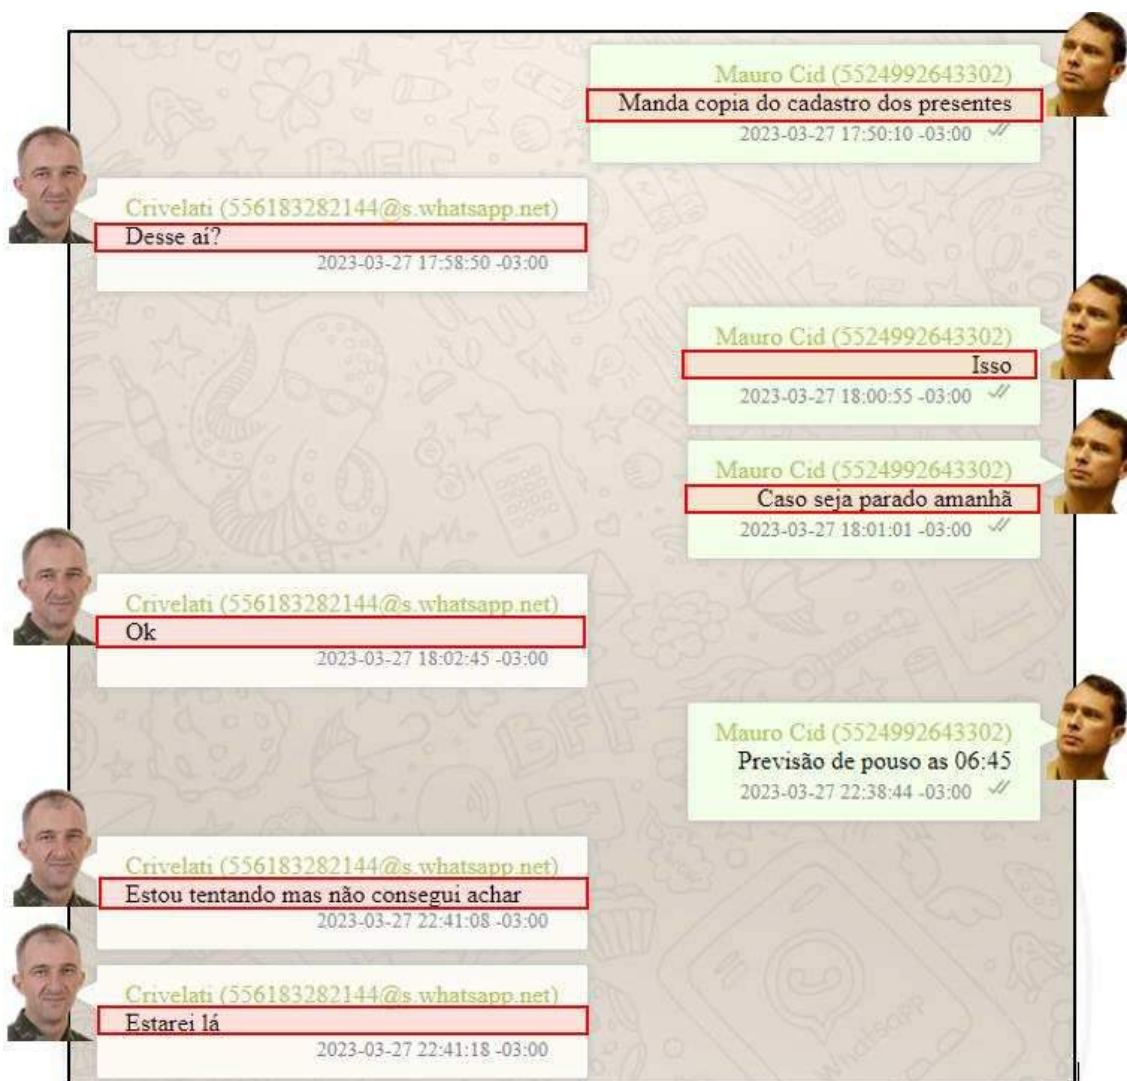 Mauro Cid (5524992643302)
Manda copia do cadastro dos presentes
2023-03-27 17:50:10 -03:00
Crivelati (556183282144@s.whatsapp.net)
Desse aí?
2023-03-27 17:58:50 -03:00
Mauro Cid (5524992643302)
Isso
2023-03-27 18:00:55 -03:00
Mauro Cid (5524992643302)
Caso seja parado amanhã
2023-03-27 18:01:01 -03:00
Crivelati (556183282144@s.whatsapp.net)
Ok
2023-03-27 18:02:45 -03:00
Mauro Cid (5524992643302)
Previsão de pouso as 06:45
2023-03-27 22:38:44 -03:00
Crivelati (556183282144@s.whatsapp.net)
Estou tentando mas não consegui achar
2023-03-27 22:41:08 -03:00
Crivelati (556183282144@s.whatsapp.net)
Estarei lá
2023-03-27 22:41:18 -03:00
BFF
BFF
WhatsApp